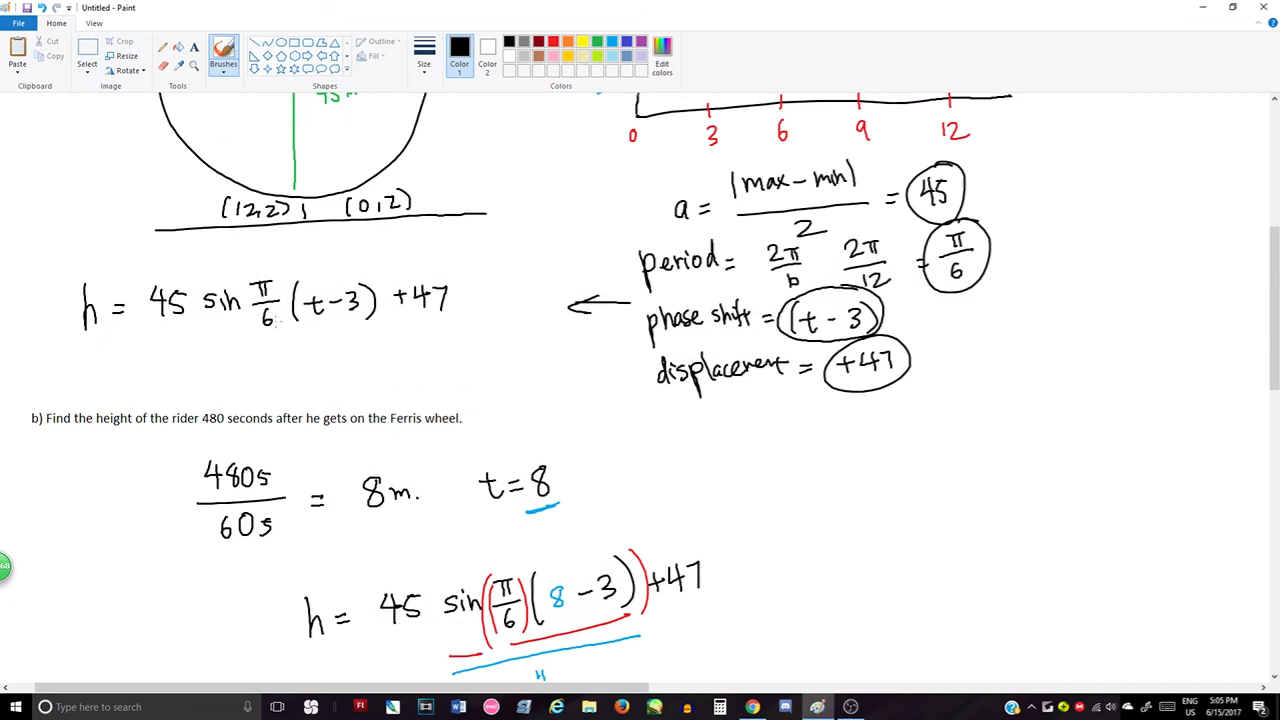 Untitled - Paint
File Home View
Paste
Cut
Copy
Clipboard
Select
Crop
Resize
Rotate
Image
Tools
Brushes
Shapes
Outline
Fill
Size
Color 1
Color 2
Edit colors
Colors
45m
(12,2) (0,2)
0 3 6 9 12
a = |max-min| / 2 = 45
period = 2π/b 2π/12 = π/6
phase shift = (t-3)
displacement = +47
h = 45 sin π/6 (t-3) +47
b) Find the height of the rider 480 seconds after he gets on the Ferris wheel.
480s / 60s = 8m. t=8
h = 45 sin(π/6)(8-3)) +47
68
Type here to search
ENG
US
5:05 PM
6/15/2017